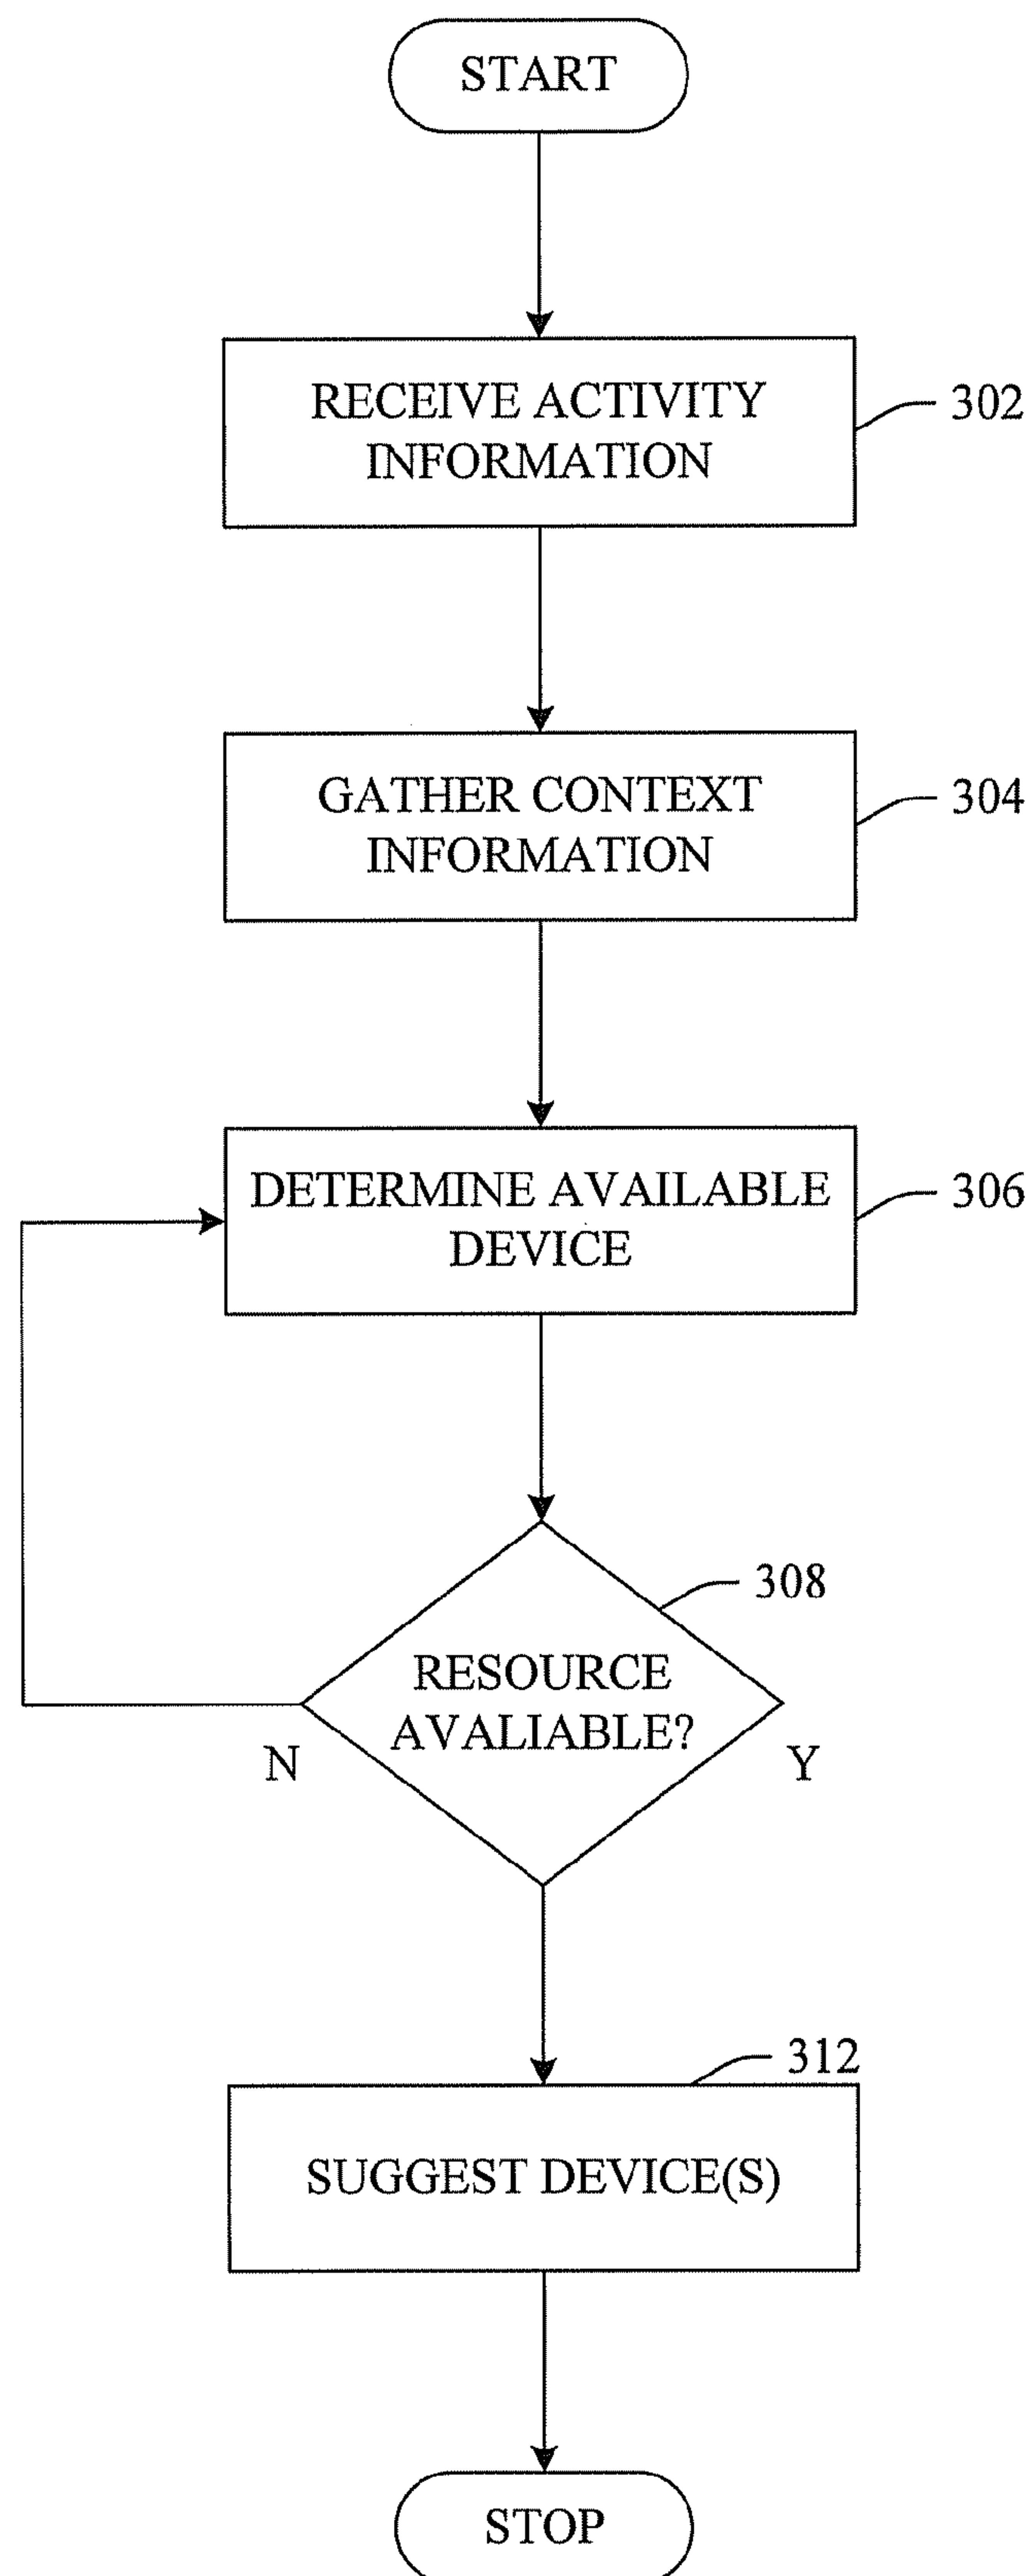 START
RECEIVE ACTIVITY
INFORMATION
302
GATHER CONTEXT
INFORMATION
304
DETERMINE AVAILABLE
DEVICE
306
308
RESOURCE
AVALIABLE?
N
Y
312
SUGGEST DEVICE(S)
STOP